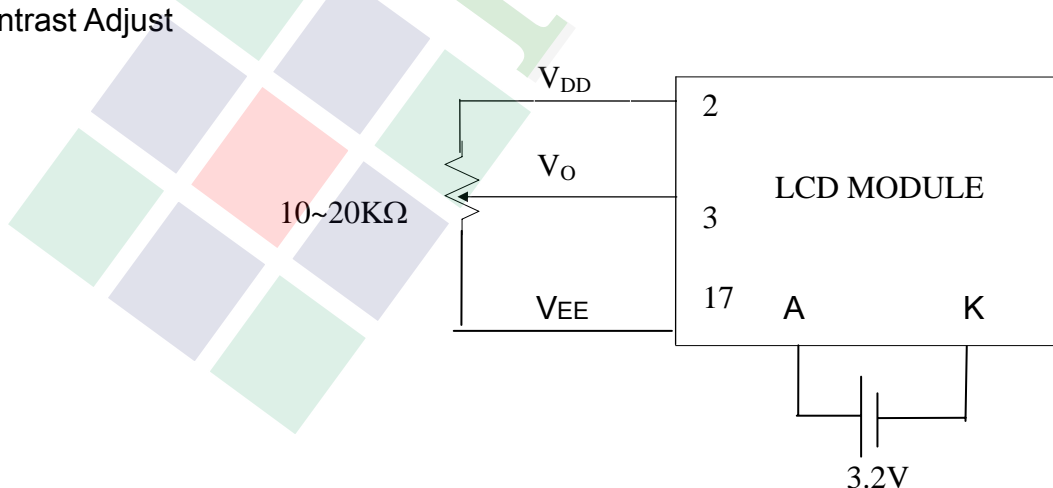 ntrast Adjust
VDD
2
VO
LCD MODULE
10~20KΩ
3
VEE
17
A
K
3.2V